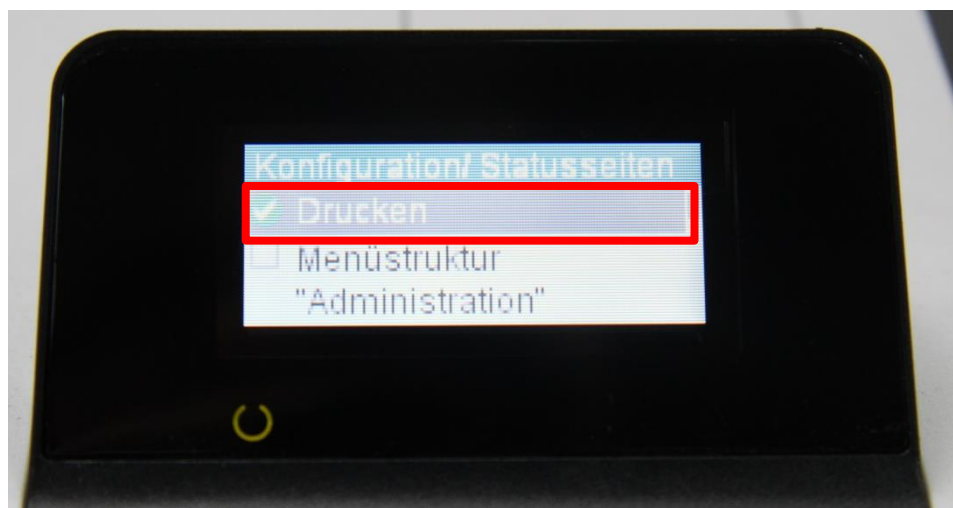 Konfiguration/ Statusseiten
Drucken
Menüstruktur
"Administration"